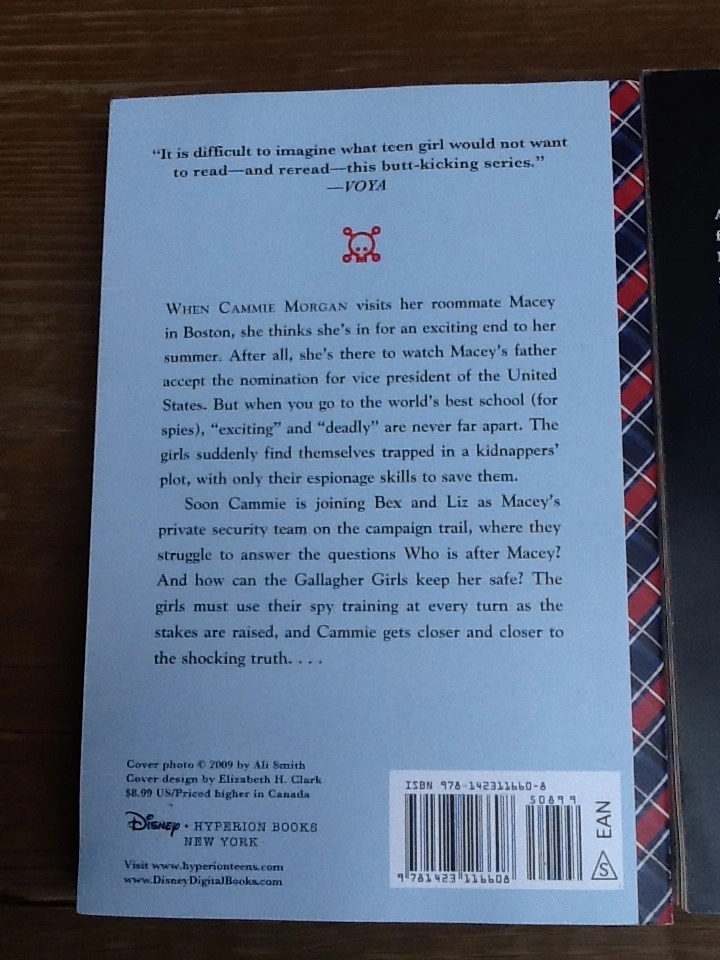 “It is difficult to imagine what teen girl would not want
to read—and reread—this butt-kicking series.”
—VOYA
WHEN CAMMIE MORGAN visits her roommate Macey
in Boston, she thinks she’s in for an exciting end to her
summer. After all, she’s there to watch Macey’s father
accept the nomination for vice president of the United
States. But when you go to the world’s best school (for
spies), “exciting” and “deadly” are never far apart. The
girls suddenly find themselves trapped in a kidnappers’
plot, with only their espionage skills to save them.
Soon Cammie is joining Bex and Liz as Macey’s
private security team on the campaign trail, where they
struggle to answer the questions Who is after Macey?
And how can the Gallagher Girls keep her safe? The
girls must use their spy training at every turn as the
stakes are raised, and Cammie gets closer and closer to
the shocking truth. . . .
Cover photo © 2009 by Ali Smith
Cover design by Elizabeth H. Clark
$8.99 US/Priced higher in Canada
Disney • HYPERION BOOKS
NEW YORK
Visit www.hyperionteens.com
www.DisneyDigitalBooks.com
ISBN 978-142311660-8
50899
9 781423 116608
EAN
S